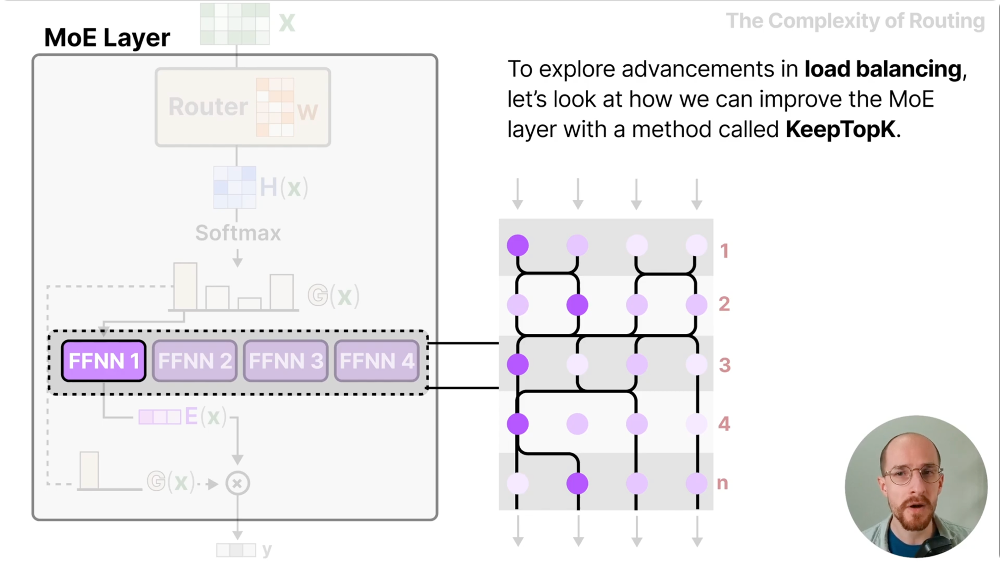 The Complexity of Routing
MoE Layer
X
Router
W
H(x)
Softmax
G(x)
FFNN 1
FFNN 2
FFNN 3
FFNN 4
E(x)
G(x)
y
To explore advancements in load balancing,
let’s look at how we can improve the MoE
layer with a method called KeepTopK.
1
2
3
4
n